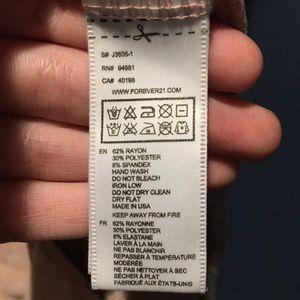 S# J3605-1
RN# 94981
CA# 40198
WWW.FOREVER21.COM
EN 62% RAYON
30% POLYESTER
8% SPANDEX
HAND WASH
DO NOT BLEACH
IRON LOW
DO NOT DRY CLEAN
DRY FLAT
MADE IN USA
KEEP AWAY FROM FIRE
FR 62% RAYONNE
30% POLYESTER
8% ELASTANE
LAVER À LA MAIN
NE PAS BLANCHIR
REPASSER À TEMPÉRATURE
MODÉRÉE
NE PAS NETTOYER À SEC
SÉCHER À PLAT
FABRIQUÉ AUX ÉTATS-UNIS